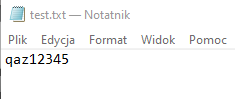 test.txt — Notatnik
Plik Edycja Format Widok Pomoc
qaz12345